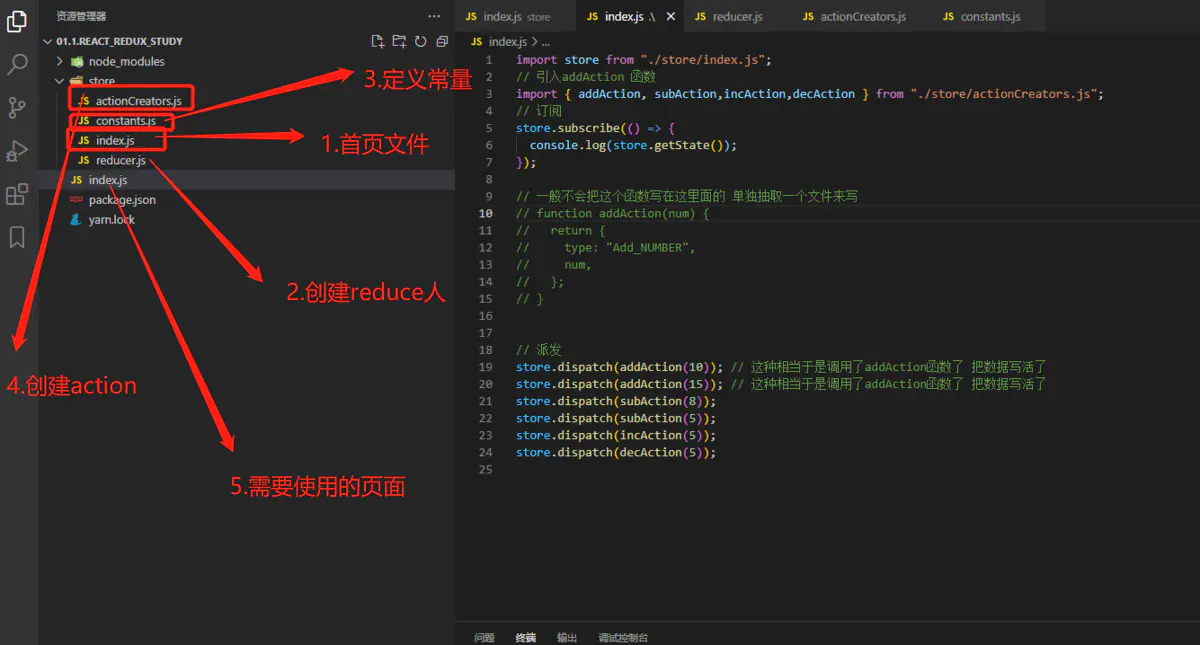 资源管理器
01.1.REACT_REDUX_STUDY
node_modules
store
JS actionCreators.js
JS constants.js
JS index.js
JS reducer.js
JS index.js
package.json
yarn.lock
3.定义常量
1.首页文件
2.创建reduce人
4.创建action
5.需要使用的页面
JS index.js store
JS index.js .\
JS reducer.js
JS actionCreators.js
JS constants.js
JS index.js > ...
1 import store from "./store/index.js";
2 // 引入addAction 函数
3 import { addAction, subAction,incAction,decAction } from "./store/actionCreators.js";
4 // 订阅
5 store.subscribe(() => {
6 console.log(store.getState());
7 });
8
9 // 一般不会把这个函数写在这里面的 单独抽取一个文件来写
10 // function addAction(num) {
11 // return {
12 // type: "Add_NUMBER",
13 // num,
14 // };
15 // }
16
17
18 // 派发
19 store.dispatch(addAction(10)); // 这种相当于是调用了addAction函数了 把数据写活了
20 store.dispatch(addAction(15)); // 这种相当于是调用了addAction函数了 把数据写活了
21 store.dispatch(subAction(8));
22 store.dispatch(subAction(5));
23 store.dispatch(incAction(5));
24 store.dispatch(decAction(5));
25
问题 终端 输出 调试控制台